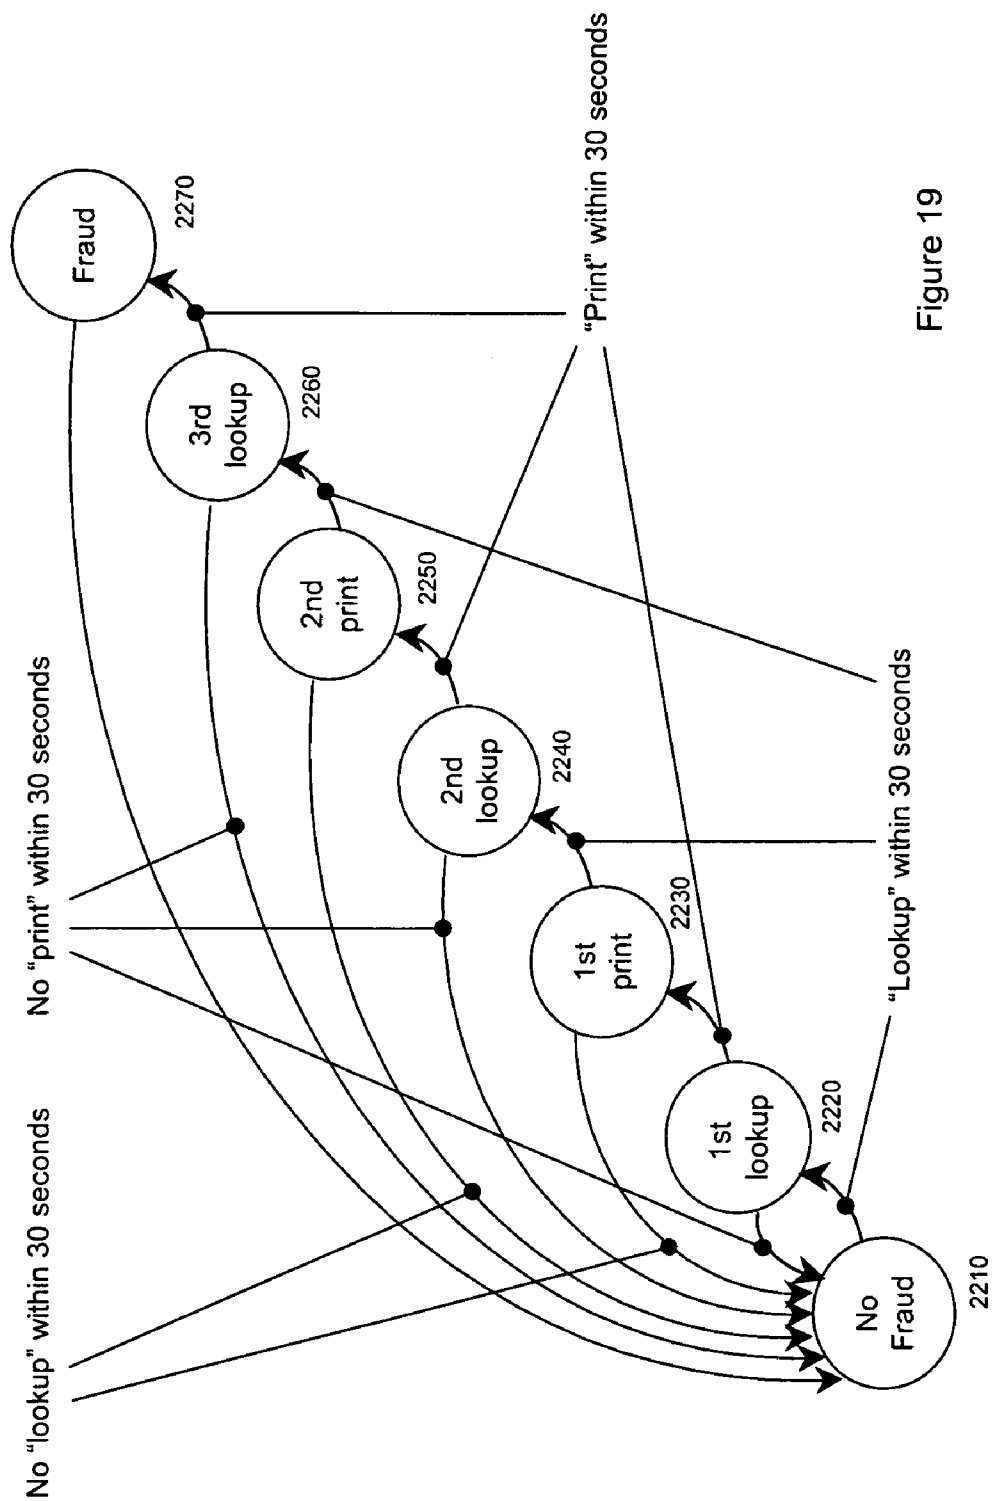 No “lookup” within 30 seconds
No “print” within 30 seconds
Fraud
2270
3rd
lookup
2260
2nd
print
2250
2nd
lookup
2240
1st
print
2230
1st
lookup
2220
No
Fraud
2210
“Print” within 30 seconds
“Lookup” within 30 seconds
Figure 19